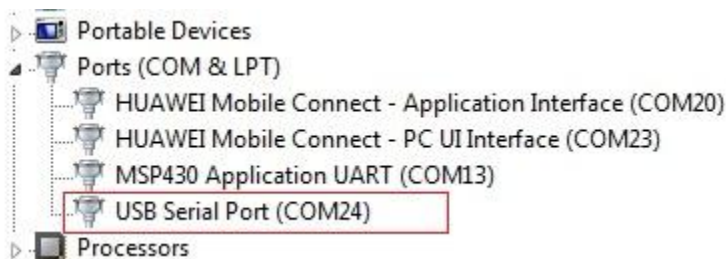 Portable Devices
Ports (COM & LPT)
HUAWEI Mobile Connect - Application Interface (COM20)
HUAWEI Mobile Connect - PC UI Interface (COM23)
MSP430 Application UART (COM13)
USB Serial Port (COM24)
Processors